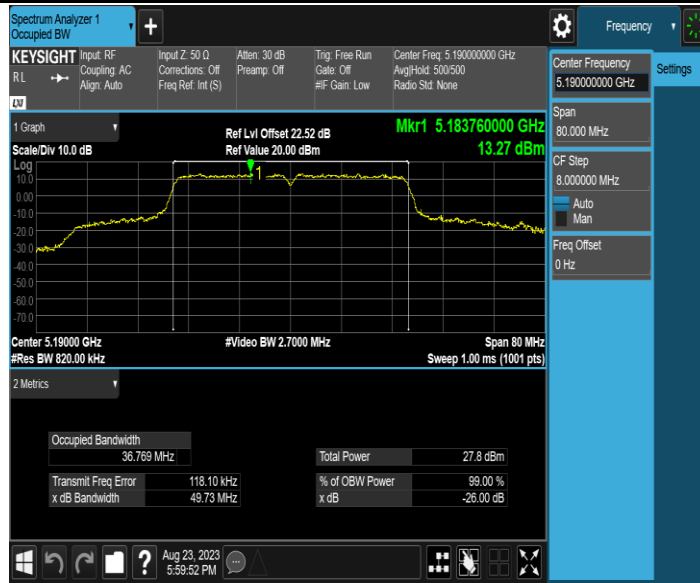 Spectrum Analyzer 1
Occupied BW
Frequency
KEYSIGHT
RL
LXI
Input: RF
Coupling: AC
Align: Auto
Input Z: 50 Ω
Corrections: Off
Freq Ref: Int (S)
Atten: 30 dB
Preamp: Off
Trig: Free Run
Gate: Off
#IF Gain: Low
Center Freq: 5.190000000 GHz
Avg|Hold: 500/500
Radio Std: None
Center Frequency
5.190000000 GHz
Settings
Span
80.000 MHz
CF Step
8.000000 MHz
Auto
Man
Freq Offset
0 Hz
1 Graph
Scale/Div 10.0 dB
Ref Lvl Offset 22.52 dB
Ref Value 20.00 dBm
Mkr1 5.183760000 GHz
13.27 dBm
Log
10.0
0.00
-10.0
-20.0
-30.0
-40.0
-50.0
-60.0
-70.0
1
Center 5.19000 GHz
#Res BW 820.00 kHz
#Video BW 2.7000 MHz
Span 80 MHz
Sweep 1.00 ms (1001 pts)
2 Metrics
Occupied Bandwidth
36.769 MHz
Total Power 27.8 dBm
Transmit Freq Error 118.10 kHz
% of OBW Power 99.00 %
x dB Bandwidth 49.73 MHz
x dB -26.00 dB
Aug 23, 2023
5:59:52 PM